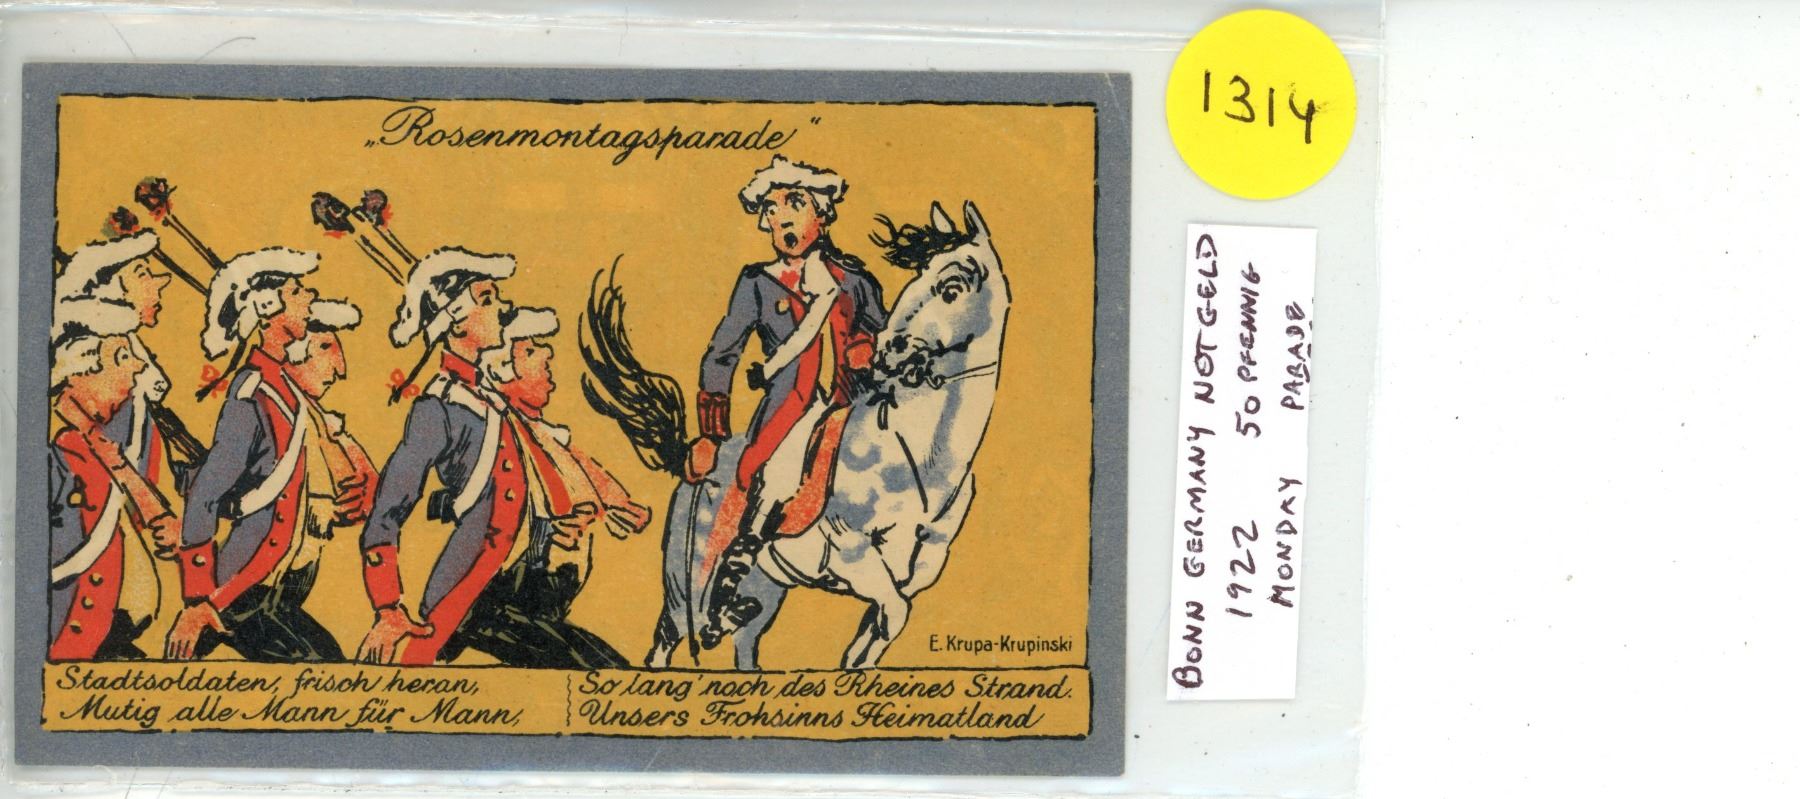 „Rosenmontagsparade“
E. Krupa-Krupinski
Stadtsoldaten, frisch heran,
Mutig alle Mann für Mann,
So lang' noch des Rheines Strand.
Unsers Frohsinns Heimatland
1314
BONN GERMANY NOTGELD
1922 50 PFENNIG
MONDAY PARADE